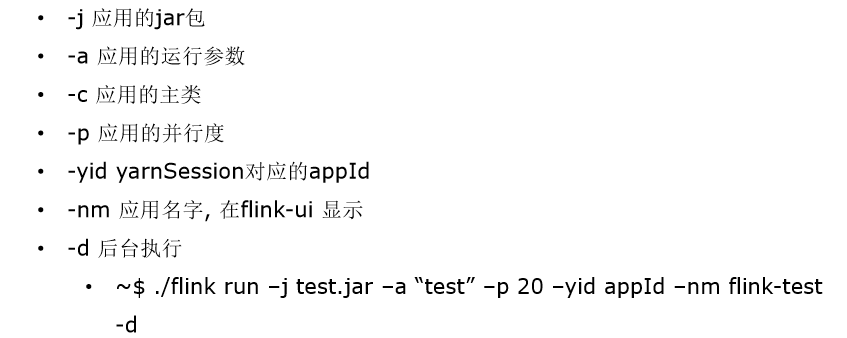 • -j 应用的jar包
• -a 应用的运行参数
• -c 应用的主类
• -p 应用的并行度
• -yid yarnSession对应的appId
• -nm 应用名字, 在flink-ui 显示
• -d 后台执行
• ~$ ./flink run –j test.jar –a “test” –p 20 –yid appId –nm flink-test
-d